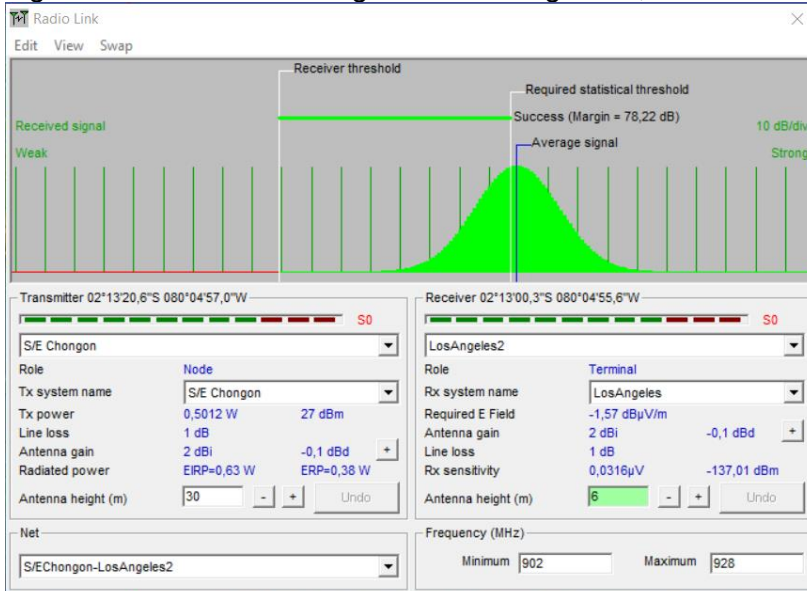 Radio Link
Edit View Swap
Receiver threshold
Required statistical threshold
Success (Margin = 78,22 dB)
Received signal
10 dB/div
Average signal
Weak
Strong
Transmitter 02°13'20,6"S 080°04'57,0"W
S0
S/E Chongon
Role Node
Tx system name S/E Chongon
Tx power 0,5012 W 27 dBm
Line loss 1 dB
Antenna gain 2 dBi -0,1 dBd +
Radiated power EIRP=0,63 W ERP=0,38 W
Antenna height (m) 30 - + Undo
Net
S/EChongon-LosAngeles2
Receiver 02°13'00,3"S 080°04'55,6"W
S0
LosAngeles2
Role Terminal
Rx system name LosAngeles
Required E Field -1,57 dBµV/m
Antenna gain 2 dBi -0,1 dBd +
Line loss 1 dB
Rx sensitivity 0,0316µV -137,01 dBm
Antenna height (m) 6 - + Undo
Frequency (MHz)
Minimum 902 Maximum 928